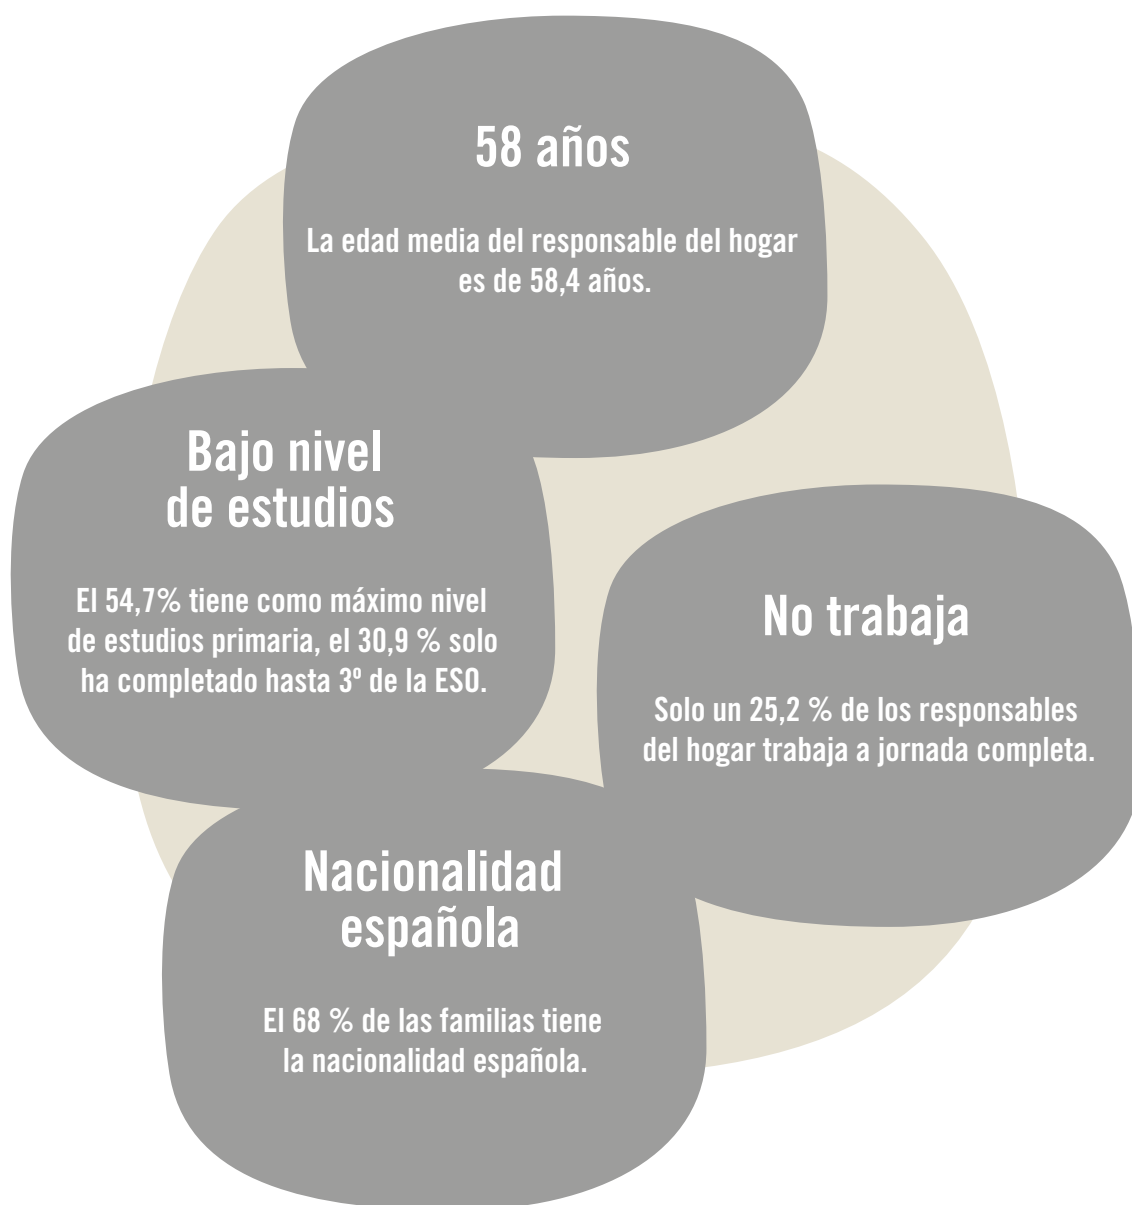 58 años
La edad media del responsable del hogar
es de 58,4 años.
Bajo nivel
de estudios
El 54,7% tiene como máximo nivel
de estudios primaria, el 30,9 % solo
ha completado hasta 3º de la ESO.
No trabaja
Solo un 25,2 % de los responsables
del hogar trabaja a jornada completa.
Nacionalidad
española
El 68 % de las familias tiene
la nacionalidad española.